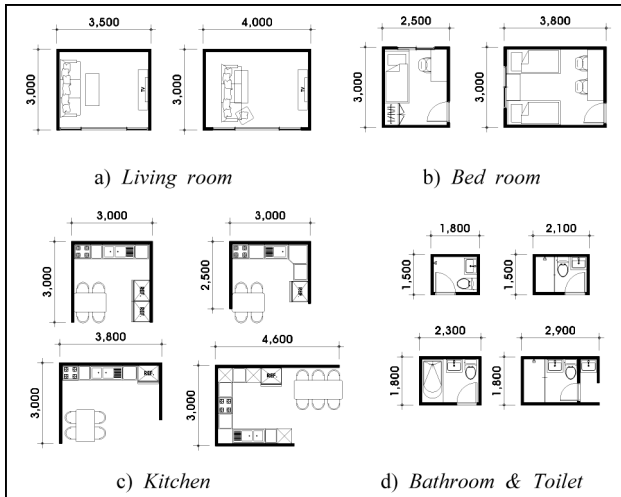 3,500 4,000 2,500 3,800
3,000 3,000 3,000 3,000
TV TV
a) Living room b) Bed room
3,000 3,000 1,800 2,100
3,000 2,500 1,500 1,500
REF
3,800 4,600 2,300 2,900
REF REF
3,000 3,000 1,800 1,800
c) Kitchen d) Bathroom & Toilet